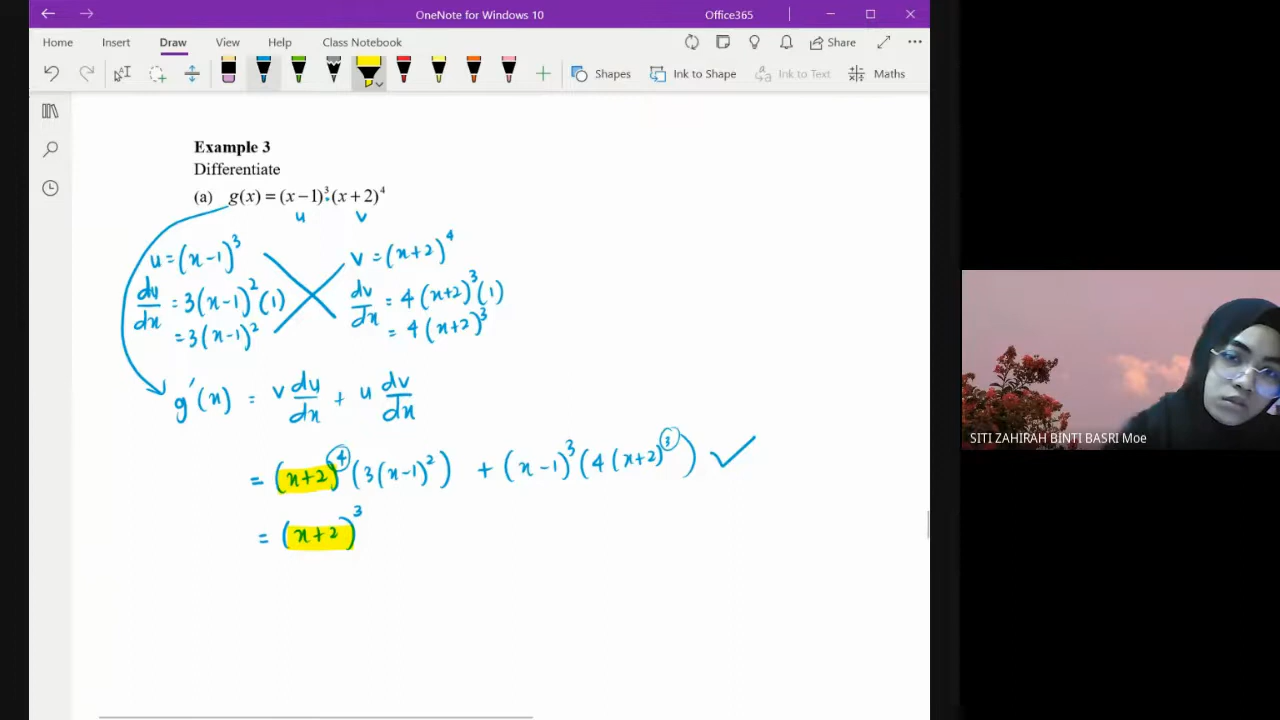 OneNote for Windows 10
Office365
Home Insert Draw View Help Class Notebook
Share
Shapes Ink to Shape Ink to Text Maths
Example 3
Differentiate
(a) g(x) = (x − 1)³(x + 2)⁴
u v
u = (x-1)³
v = (x+2)⁴
du/dx = 3(x-1)²(1)
dv/dx = 4(x+2)³(1)
= 3(x-1)²
= 4(x+2)³
g'(x) = v du/dx + u dv/dx
= (x+2)⁴(3(x-1)²) + (x-1)³(4(x+2)³) ✓
= (x+2)³
SITI ZAHIRAH BINTI BASRI Moe